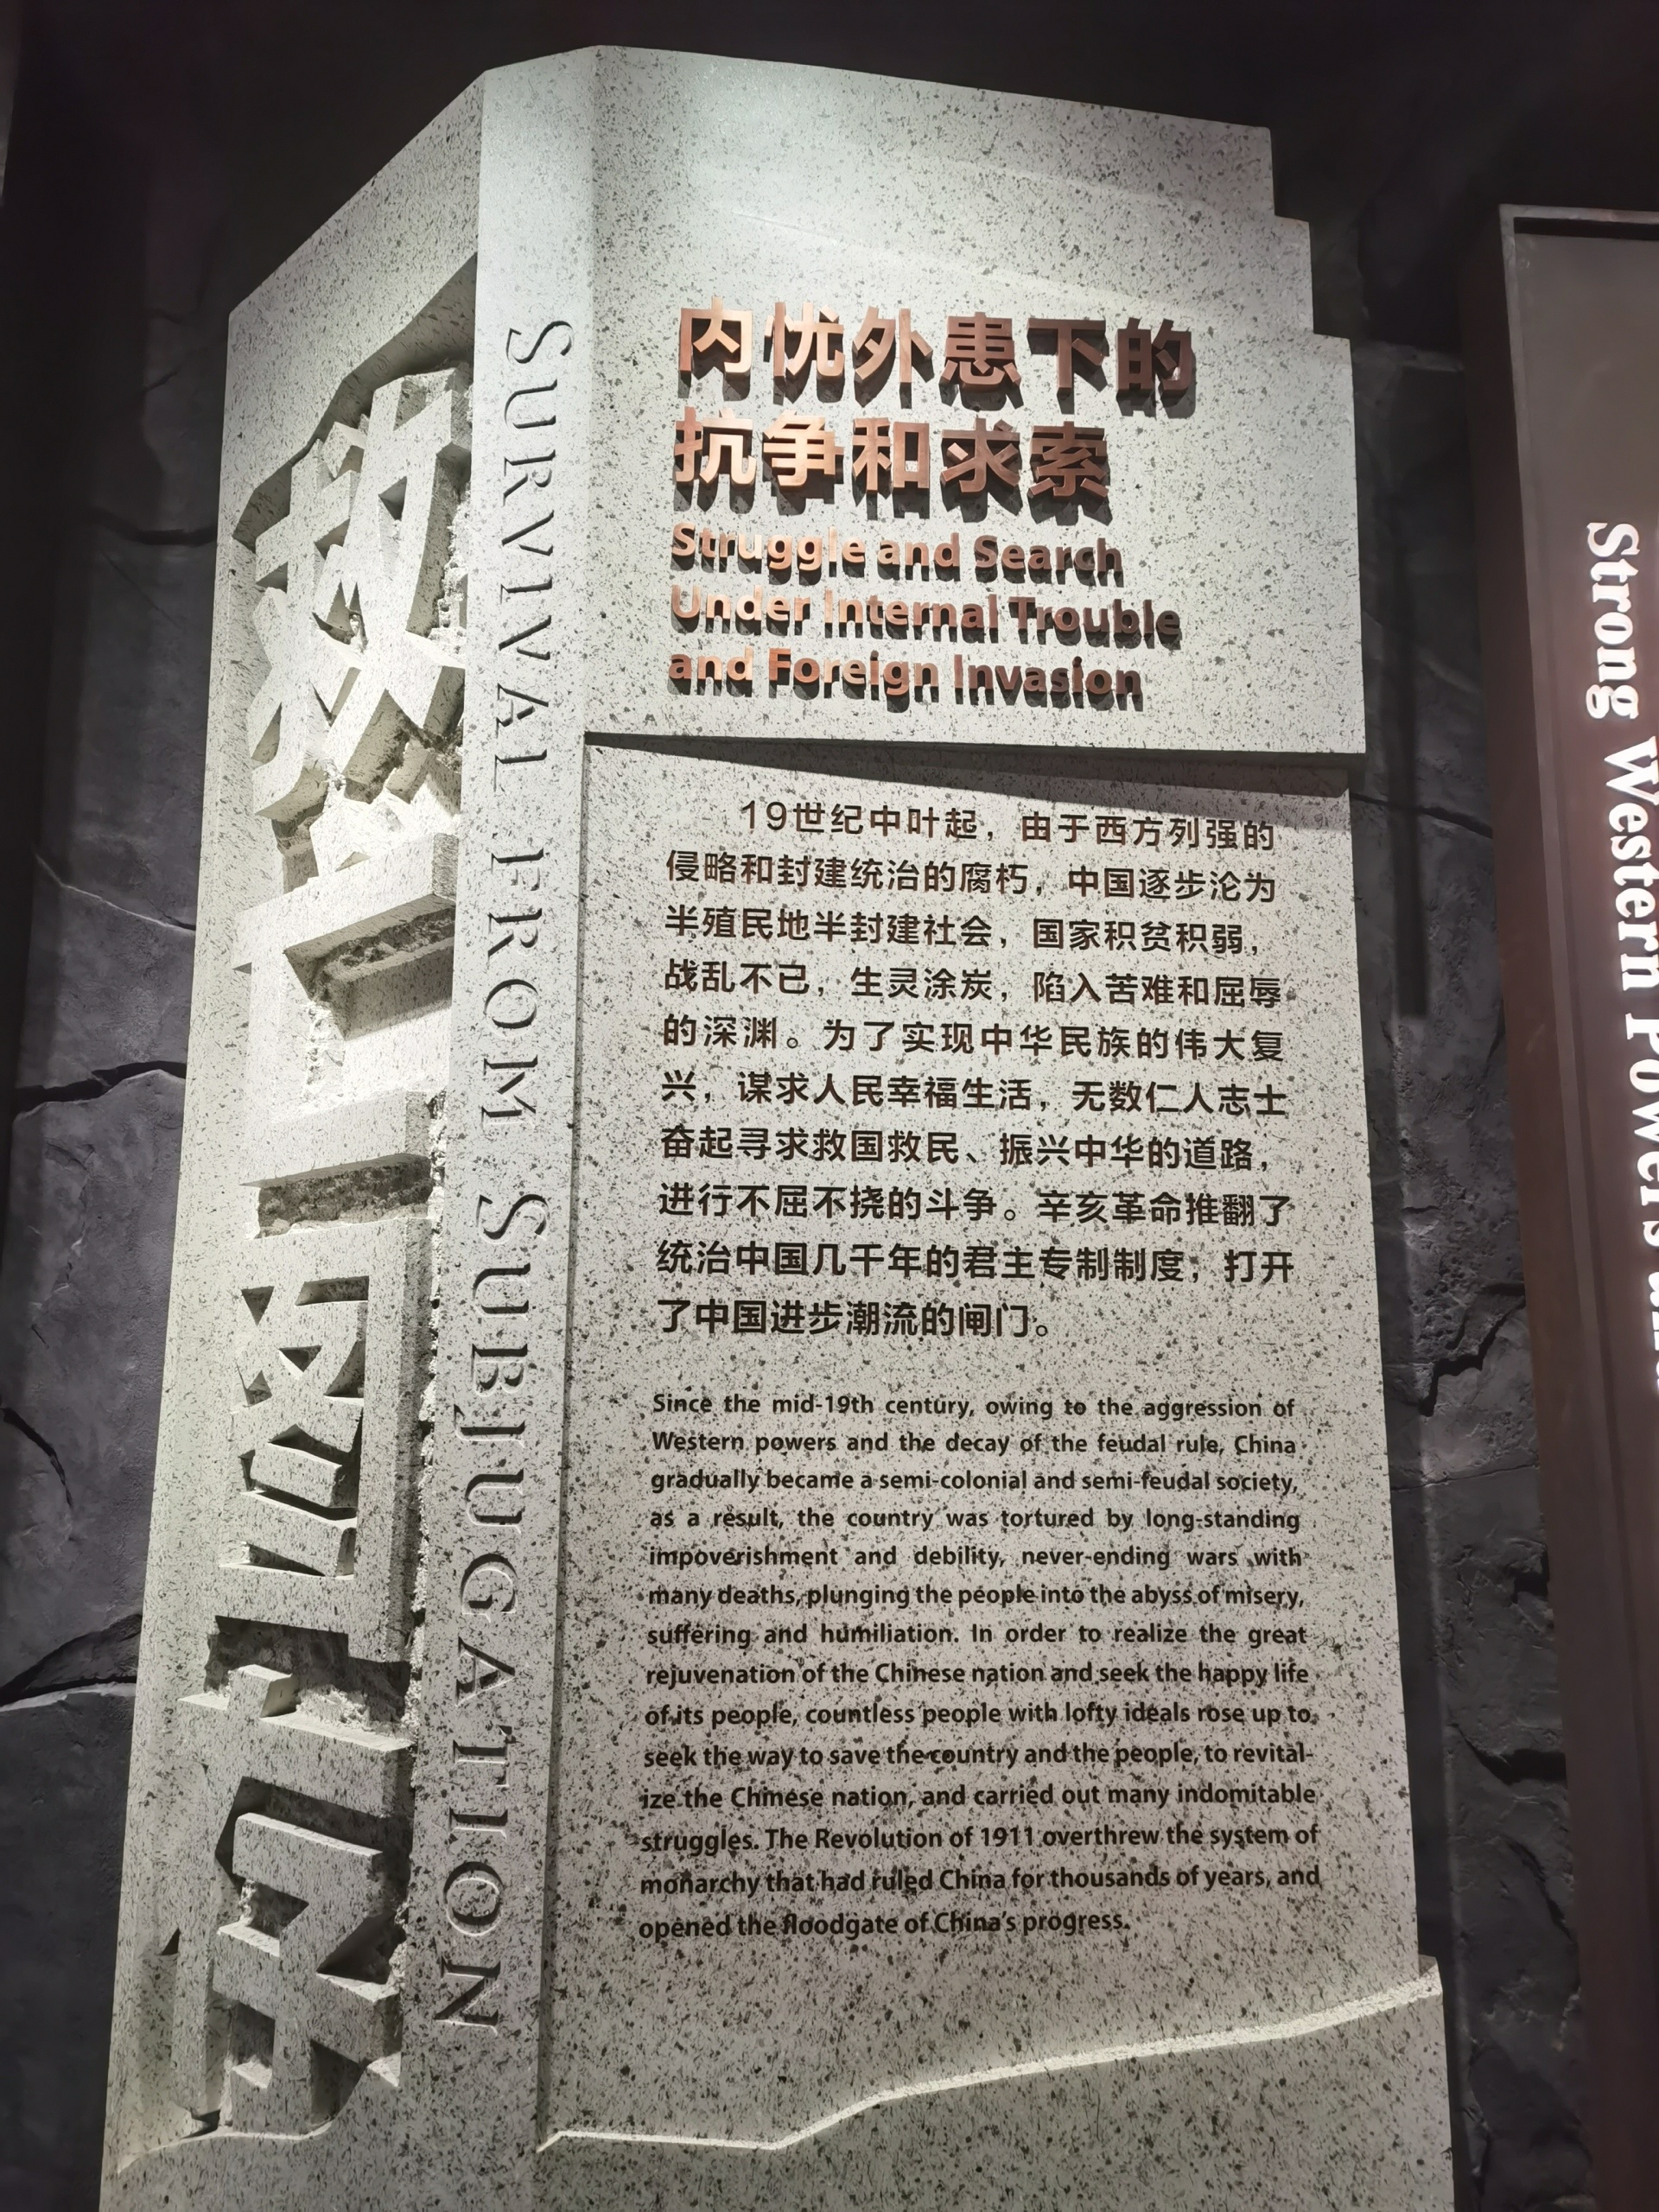 救亡图存
SURVIVAL FROM SUBJUGATION
内忧外患下的
抗争和求索
Struggle and Search
Under Internal Trouble
and Foreign Invasion
19世纪中叶起，由于西方列强的
侵略和封建统治的腐朽，中国逐步沦为
半殖民地半封建社会，国家积贫积弱，
战乱不已，生灵涂炭，陷入苦难和屈辱
的深渊。为了实现中华民族的伟大复
兴，谋求人民幸福生活，无数仁人志士
奋起寻求救国救民、振兴中华的道路，
进行不屈不挠的斗争。辛亥革命推翻了
统治中国几千年的君主专制制度，打开
了中国进步潮流的闸门。
Since the mid-19th century, owing to the aggression of
Western powers and the decay of the feudal rule, China
gradually became a semi-colonial and semi-feudal society,
as a result, the country was tortured by long-standing
impoverishment and debility, never-ending wars with
many deaths, plunging the people into the abyss of misery,
suffering and humiliation. In order to realize the great
rejuvenation of the Chinese nation and seek the happy life
of its people, countless people with lofty ideals rose up to
seek the way to save the country and the people, to revital-
ize the Chinese nation, and carried out many indomitable
struggles. The Revolution of 1911 overthrew the system of
monarchy that had ruled China for thousands of years, and
opened the floodgate of China's progress.
Strong Western Powers